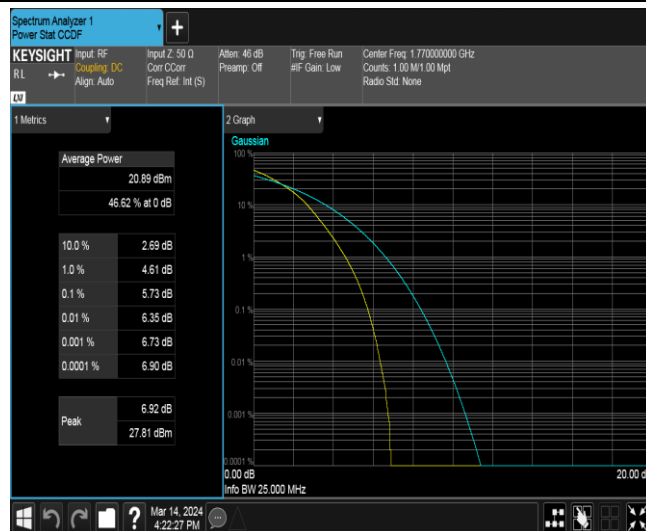 Spectrum Analyzer 1
Power Stat CCDF
+
KEYSIGHT
RL
LXI
Input: RF
Coupling: DC
Align: Auto
Input Z: 50 Ω
Corr CCorr
Freq Ref: Int (S)
Atten: 46 dB
Preamp: Off
Trig: Free Run
#IF Gain: Low
Center Freq: 1.770000000 GHz
Counts: 1.00 M/1.00 Mpt
Radio Std: None
1 Metrics
Average Power
20.89 dBm
46.62 % at 0 dB
10.0 % 2.69 dB
1.0 % 4.61 dB
0.1 % 5.73 dB
0.01 % 6.35 dB
0.001 % 6.73 dB
0.0001 % 6.90 dB
Peak
6.92 dB
27.81 dBm
2 Graph
Gaussian
100 %
10 %
1 %
0.1 %
0.01 %
0.001 %
0.0001 %
0.00 dB 20.00 d
Info BW 25.000 MHz
?
Mar 14, 2024
4:22:27 PM